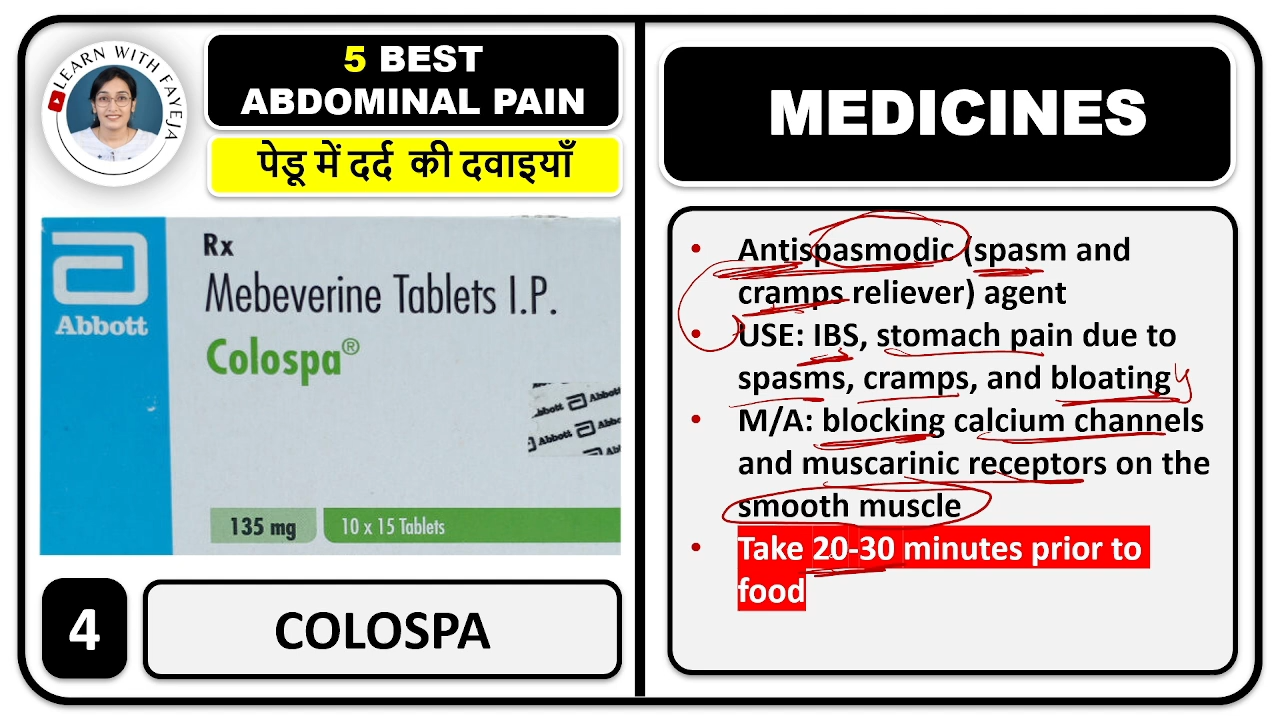 LEARN WITH FAYEJA
5 BEST
ABDOMINAL PAIN
पेडू में दर्द की दवाइयाँ
Abbott
Rx
Mebeverine Tablets I.P.
Colospa®
Abbott
Abbott
Abbott
Abbott
135 mg
10 x 15 Tablets
4
COLOSPA
MEDICINES
• Antispasmodic (spasm and
cramps reliever) agent
• USE: IBS, stomach pain due to
spasms, cramps, and bloating
• M/A: blocking calcium channels
and muscarinic receptors on the
smooth muscle
• Take 20-30 minutes prior to
food